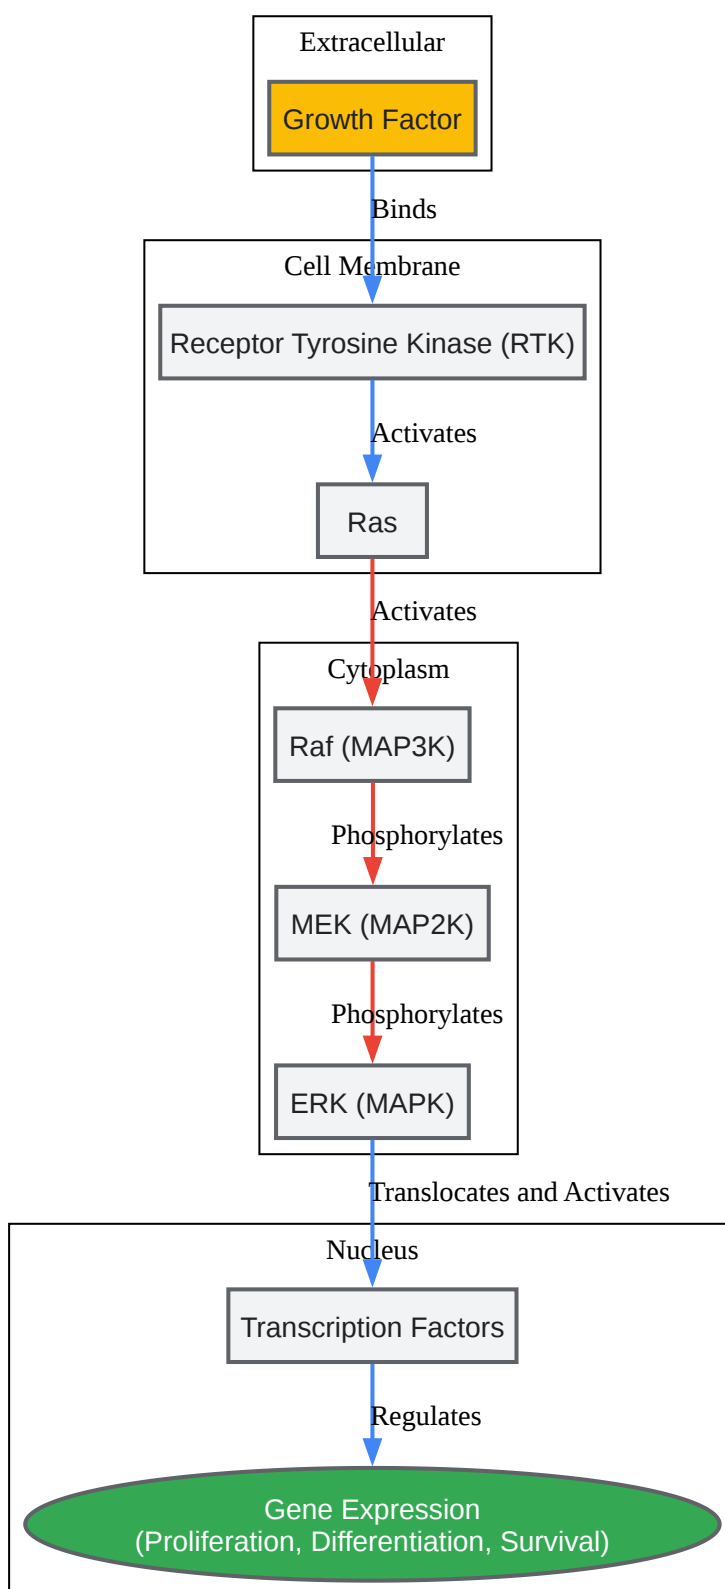 Extracellular
Growth Factor
Binds
Cell Membrane
Receptor Tyrosine Kinase (RTK)
Activates
Ras
Activates
Cytoplasm
Raf (MAP3K)
Phosphorylates
MEK (MAP2K)
Phosphorylates
ERK (MAPK)
Translocates and Activates
Nucleus
Transcription Factors
Regulates
Gene Expression
(Proliferation, Differentiation, Survival)